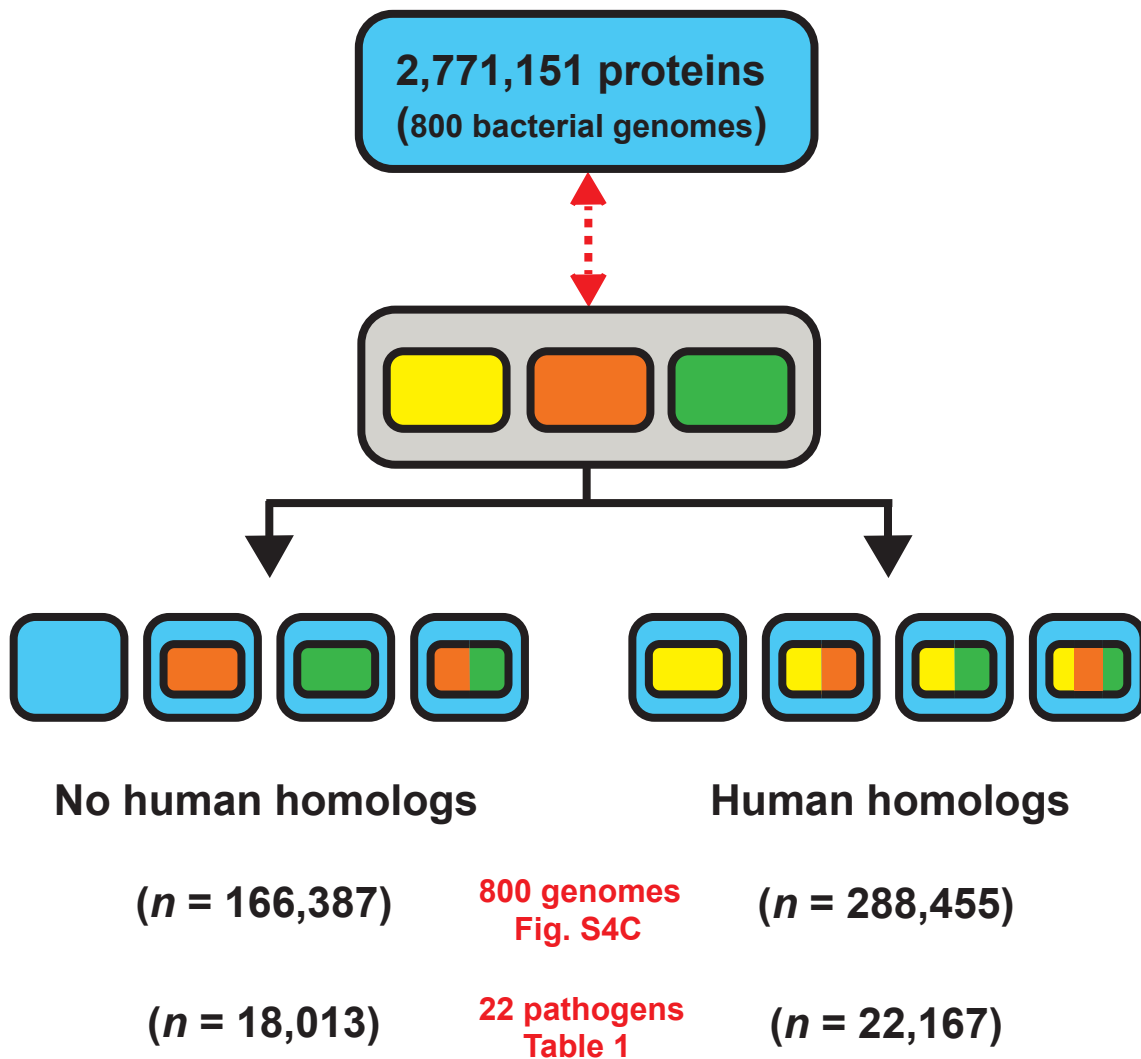 2,771,151 proteins
(800 bacterial genomes)
No human homologs
Human homologs
(n = 166,387)
800 genomes
Fig. S4C
(n = 288,455)
(n = 18,013)
22 pathogens
Table 1
(n = 22,167)